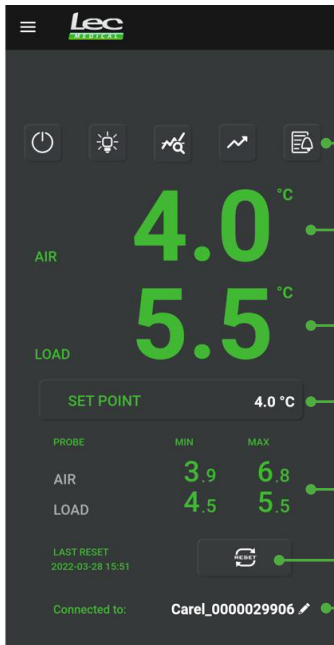 Lec
MEDICAL
4.0 °C
AIR
5.5 °C
LOAD
SET POINT 4.0 °C
PROBE MIN MAX
AIR 3.9 6.8
LOAD 4.5 5.5
LAST RESET
2022-03-28 15:51
RESET
Connected to: Carel_0000029906